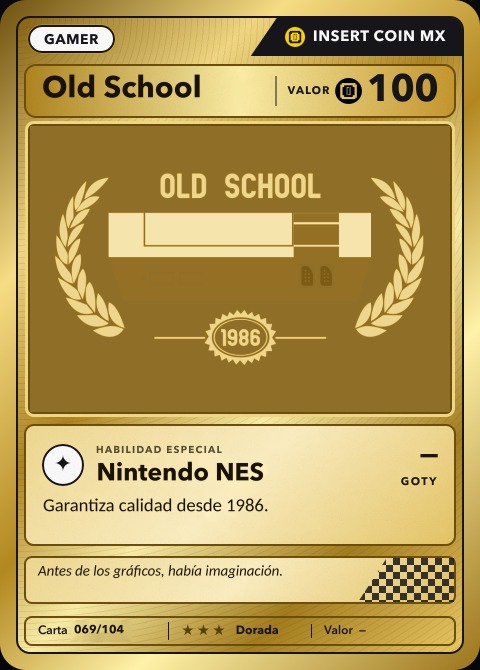 GAMER
INSERT COIN MX
Old School
VALOR 100
OLD SCHOOL
1986
HABILIDAD ESPECIAL
Nintendo NES
–
GOTY
Garantiza calidad desde 1986.
Antes de los gráficos, había imaginación.
Carta 069/104 ★ ★ ★ Dorada Valor –